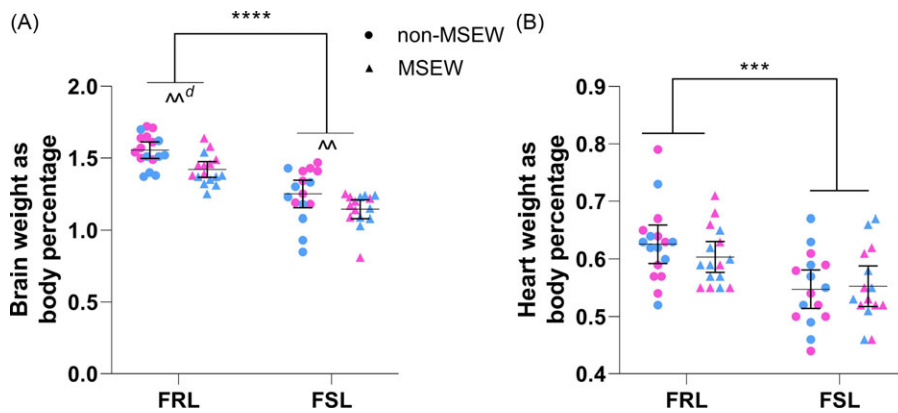 (A)
****
● non-MSEW
▲ MSEW
Brain weight as
body percentage
2.0
1.5
1.0
0.5
0.0
^^d
^^
FRL
FSL
(B)
***
Heart weight as
body percentage
0.9
0.8
0.7
0.6
0.5
0.4
FRL
FSL